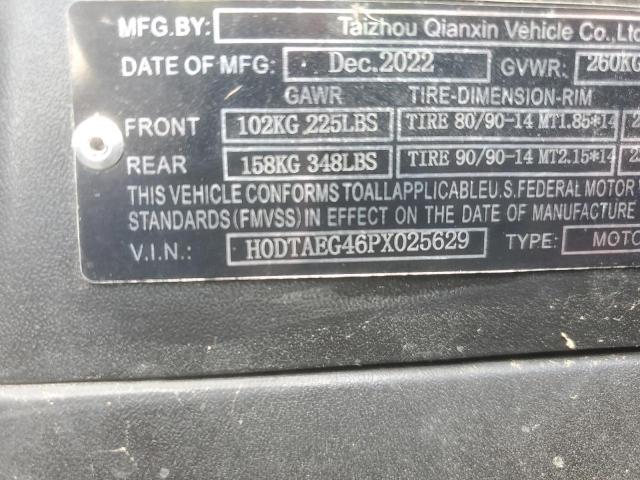 MFG.BY: Taizhou Qianxin Vehicle Co.,Ltd
DATE OF MFG: Dec.2022 GVWR: 260KG
GAWR TIRE-DIMENSION-RIM
FRONT 102KG 225LBS TIRE 80/90-14 MT1.85*14
REAR 158KG 348LBS TIRE 90/90-14 MT2.15*14
THIS VEHICLE CONFORMS TOALLAPPLICABLEU.S.FEDERAL MOTOR
STANDARDS(FMVSS)IN EFFECT ON THE DATE OF MANUFACTURE
V.I.N.: H0DTAEG46PX025629 TYPE: MOTO